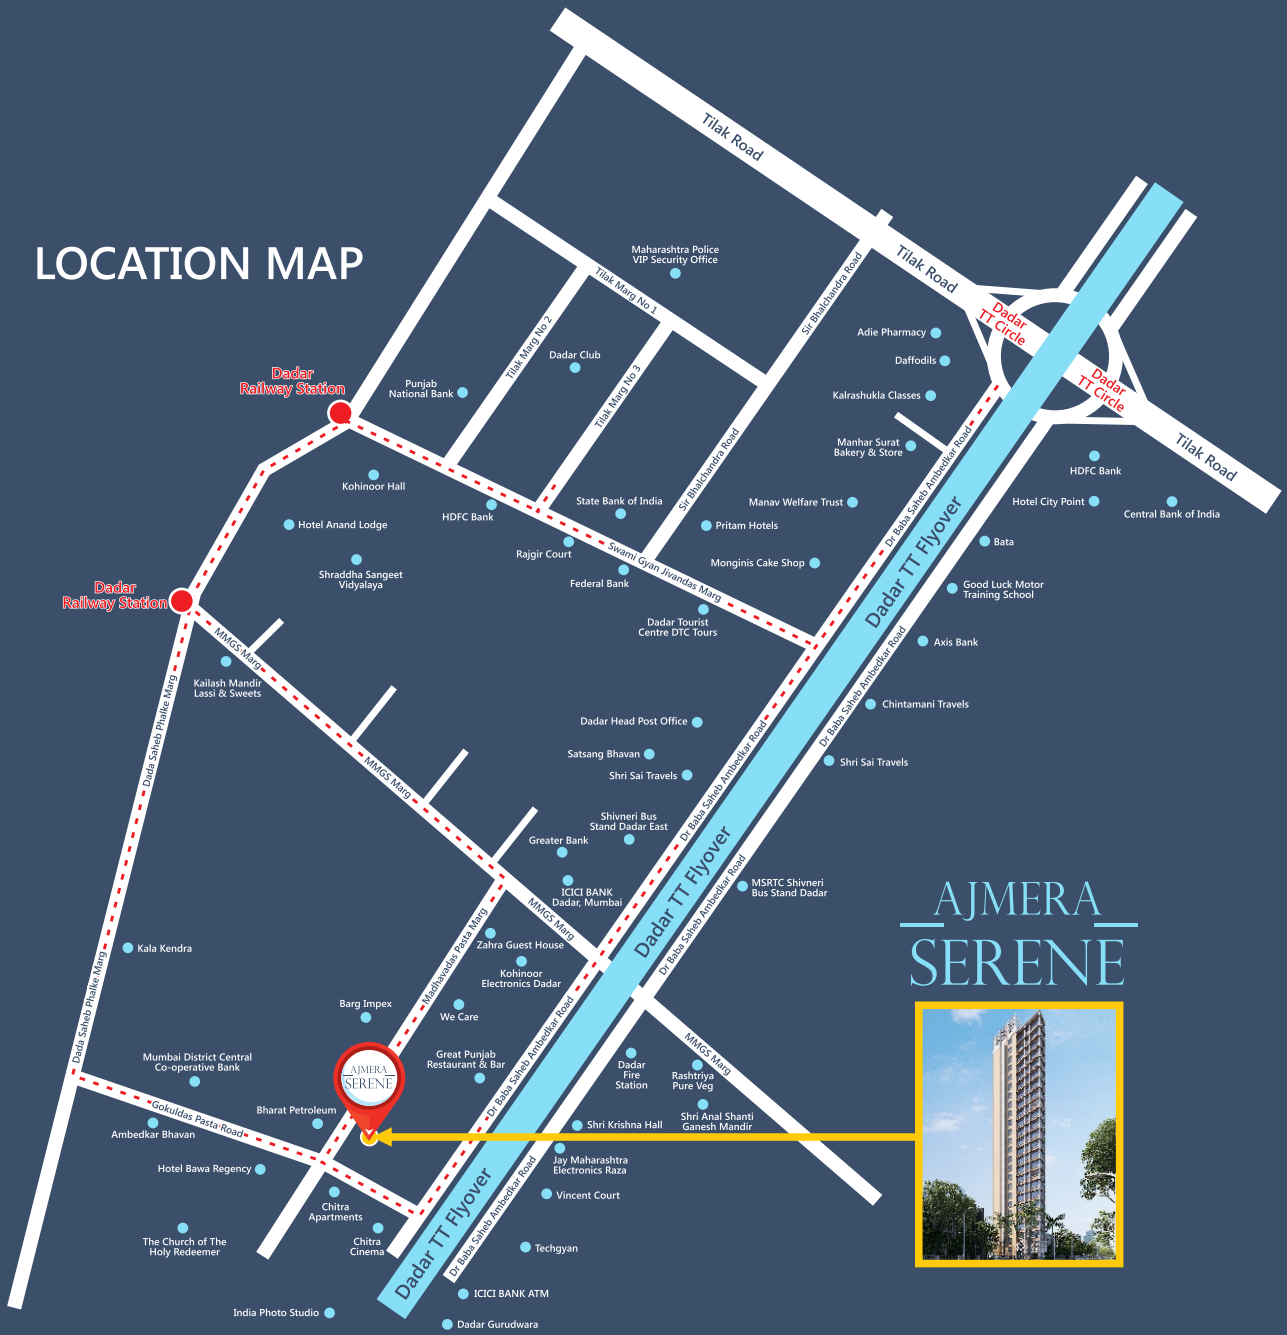 Tilak Road
LOCATION MAP
Maharashtra Police
VIP Security Office
Tilak Road
Sir Bhalchandra Road
Tilak Marg No 1
Dadar
TT Circle
Adie Pharmacy
Tilak Marg No 2
Dadar Club
Daffodils
Dadar
Railway Station
Punjab
National Bank
Tilak Marg No 3
Kalrashukla Classes
Dadar
TT Circle
Manhar Surat
Bakery & Store
Tilak Road
Sir Bhalchandra Road
HDFC Bank
Kohinoor Hall
Dr Baba Saheb Ambedkar Road
State Bank of India
Manav Welfare Trust
Hotel City Point
Central Bank of India
HDFC Bank
Hotel Anand Lodge
Pritam Hotels
Bata
Rajgir Court
Dadar TT Flyover
Swami Gyan Jivandas Marg
Monginis Cake Shop
Shraddha Sangeet
Vidyalaya
Federal Bank
Good Luck Motor
Training School
Dadar
Railway Station
Dadar Tourist
Centre DTC Tours
MMGS Marg
Axis Bank
Kailash Mandir
Lassi & Sweets
Dr Baba Saheb Ambedkar Road
Chintamani Travels
Dada Saheb Phalke Marg
Dadar Head Post Office
Satsang Bhavan
Shri Sai Travels
Shri Sai Travels
Dr Baba Saheb Ambedkar Road
MMGS Marg
Shivneri Bus
Stand Dadar East
Greater Bank
ICICI BANK
Dadar, Mumbai
MSRTC Shivneri
Bus Stand Dadar
Dadar TT Flyover
Dr Baba Saheb Ambedkar Road
AJMERA
SERENE
MMGS Marg
Kala Kendra
Zahra Guest House
Madhavadas Pasta Marg
Kohinoor
Electronics Dadar
Barg Impex
We Care
Dada Saheb Phalke Marg
Dr Baba Saheb Ambedkar Road
MMGS Marg
Mumbai District Central
Co-operative Bank
AJMERA
SERENE
Great Punjab
Restaurant & Bar
Dadar
Fire
Station
Rashtriya
Pure Veg
Gokuldas Pasta Road
Bharat Petroleum
Shri Anal Shanti
Ganesh Mandir
Ambedkar Bhavan
Shri Krishna Hall
Hotel Bawa Regency
Jay Maharashtra
Electronics Raza
Chitra
Apartments
Vincent Court
Dadar TT Flyover
Dr Baba Saheb Ambedkar Road
The Church of The
Holy Redeemer
Chitra
Cinema
Techgyan
ICICI BANK ATM
India Photo Studio
Dadar Gurudwara